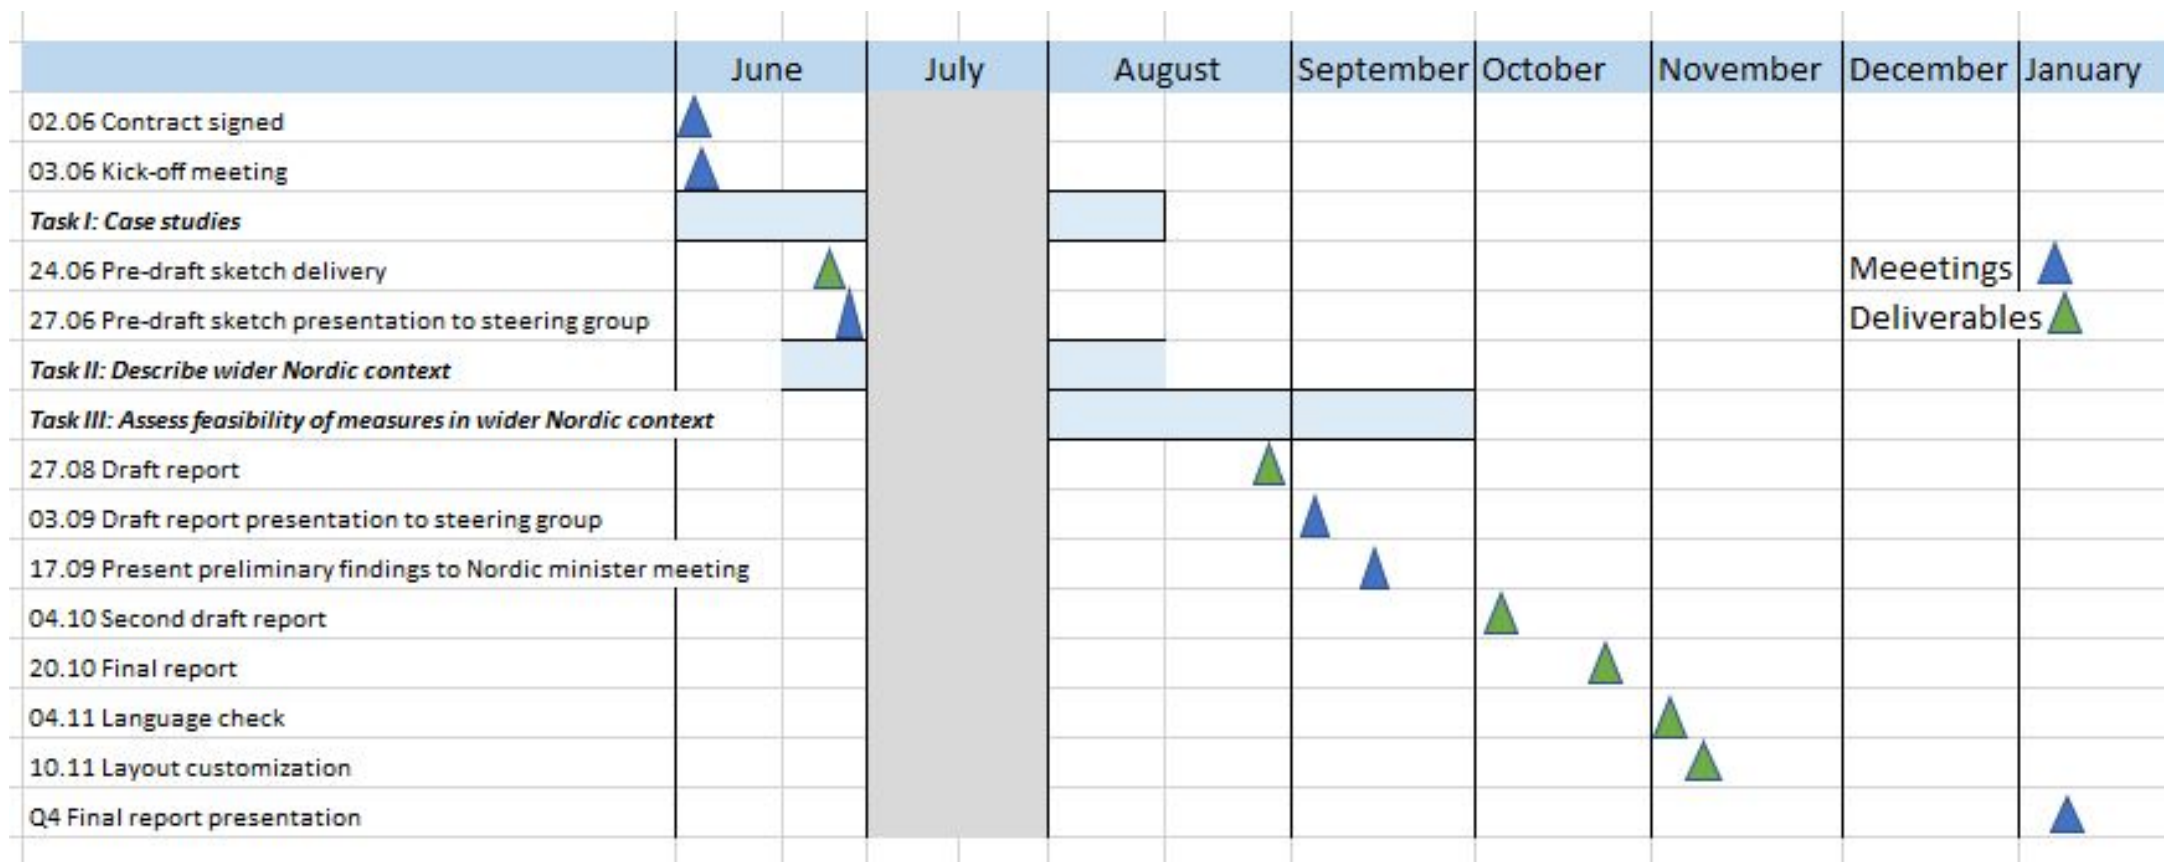 June July August September October November December January
02.06 Contract signed
03.06 Kick-off meeting
Task I: Case studies
24.06 Pre-draft sketch delivery
Meeetings
27.06 Pre-draft sketch presentation to steering group
Deliverables
Task II: Describe wider Nordic context
Task III: Assess feasibility of measures in wider Nordic context
27.08 Draft report
03.09 Draft report presentation to steering group
17.09 Present preliminary findings to Nordic minister meeting
04.10 Second draft report
20.10 Final report
04.11 Language check
10.11 Layout customization
Q4 Final report presentation